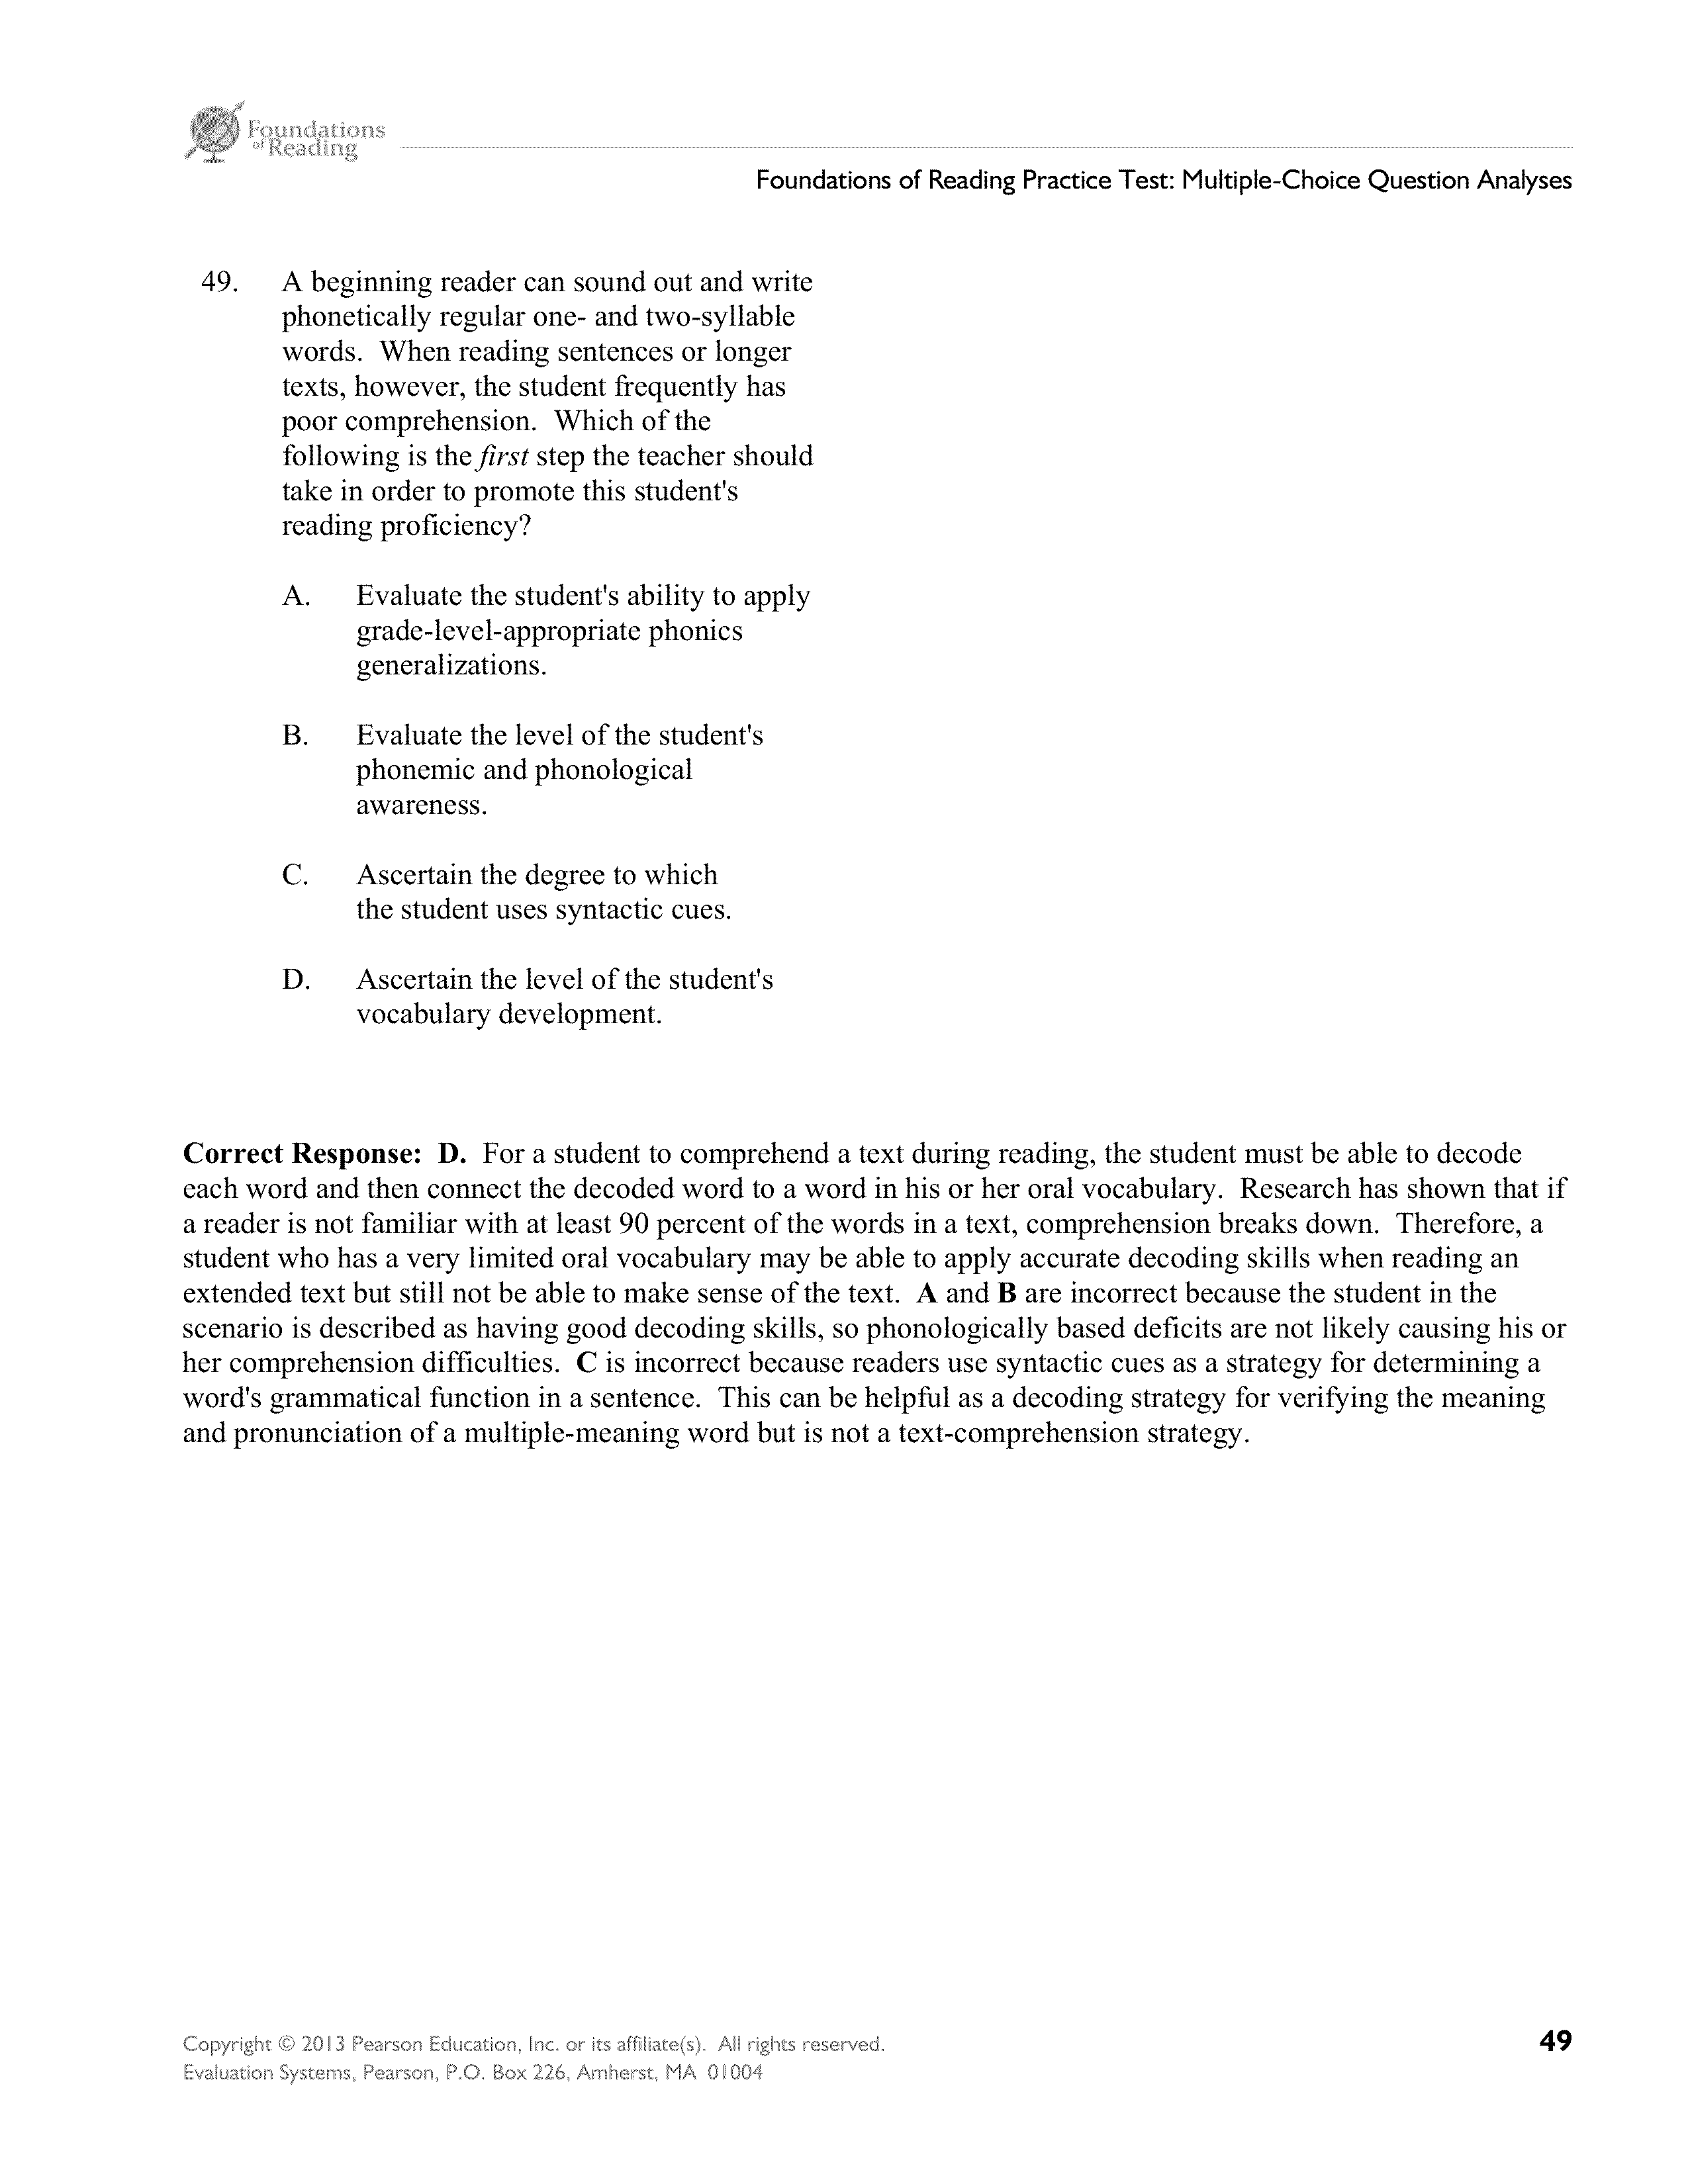 Foundations
of Reading
Foundations of Reading Practice Test: Multiple-Choice Question Analyses
49. A beginning reader can sound out and write
phonetically regular one- and two-syllable
words. When reading sentences or longer
texts, however, the student frequently has
poor comprehension. Which of the
following is the first step the teacher should
take in order to promote this student's
reading proficiency?
A. Evaluate the student's ability to apply
grade-level-appropriate phonics
generalizations.
B. Evaluate the level of the student's
phonemic and phonological
awareness.
C. Ascertain the degree to which
the student uses syntactic cues.
D. Ascertain the level of the student's
vocabulary development.
Correct Response: D. For a student to comprehend a text during reading, the student must be able to decode
each word and then connect the decoded word to a word in his or her oral vocabulary. Research has shown that if
a reader is not familiar with at least 90 percent of the words in a text, comprehension breaks down. Therefore, a
student who has a very limited oral vocabulary may be able to apply accurate decoding skills when reading an
extended text but still not be able to make sense of the text. A and B are incorrect because the student in the
scenario is described as having good decoding skills, so phonologically based deficits are not likely causing his or
her comprehension difficulties. C is incorrect because readers use syntactic cues as a strategy for determining a
word's grammatical function in a sentence. This can be helpful as a decoding strategy for verifying the meaning
and pronunciation of a multiple-meaning word but is not a text-comprehension strategy.
Copyright © 2013 Pearson Education, Inc. or its affiliate(s). All rights reserved.
Evaluation Systems, Pearson, P.O. Box 226, Amherst, MA 01004
49